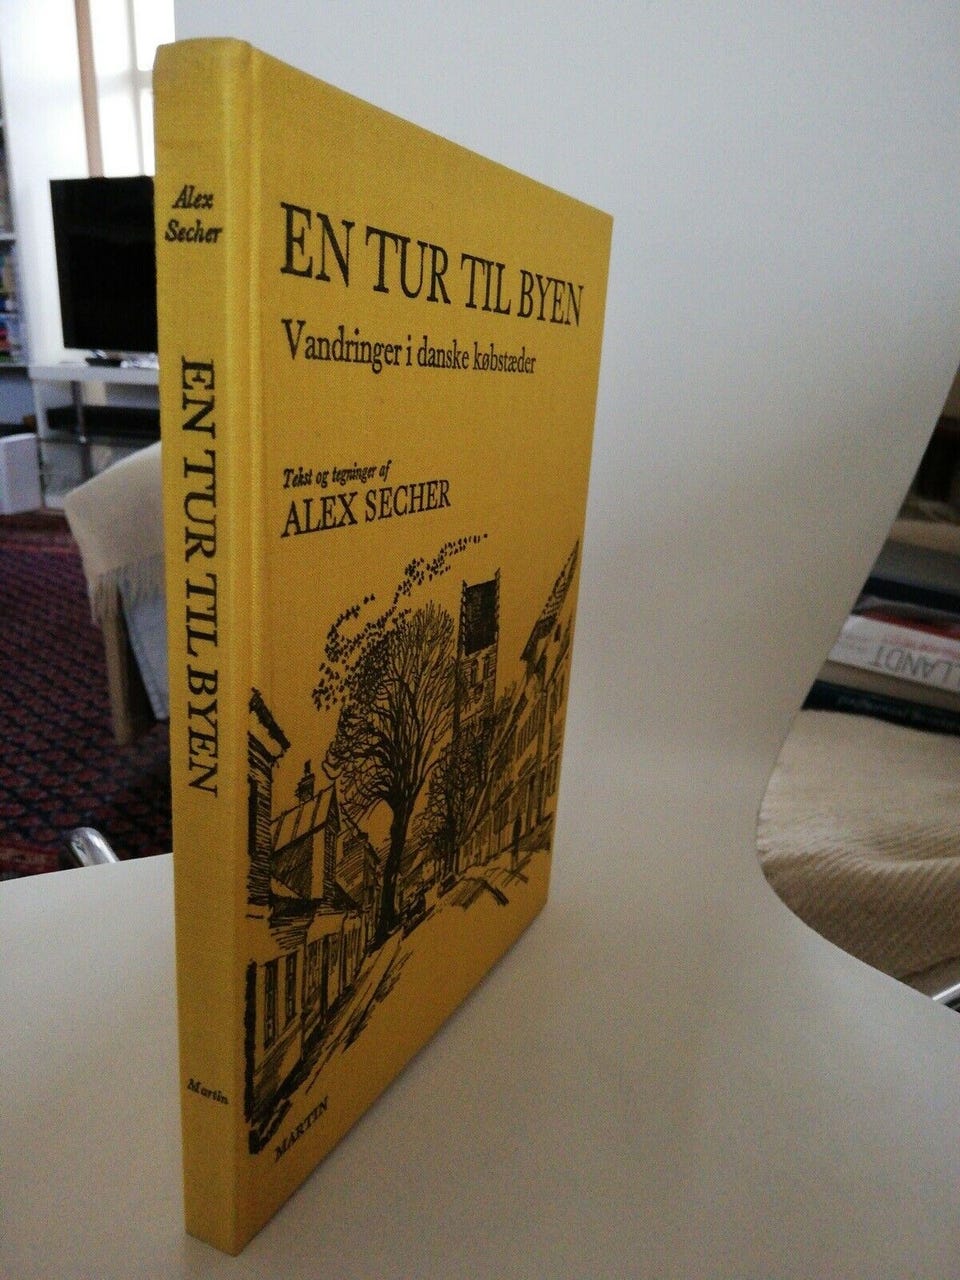 Alex
Secher
EN TUR TIL BYEN
Martin
EN TUR TIL BYEN
Vandringer i danske købstæder
Tekst og tegninger af
ALEX SECHER
MARTIN